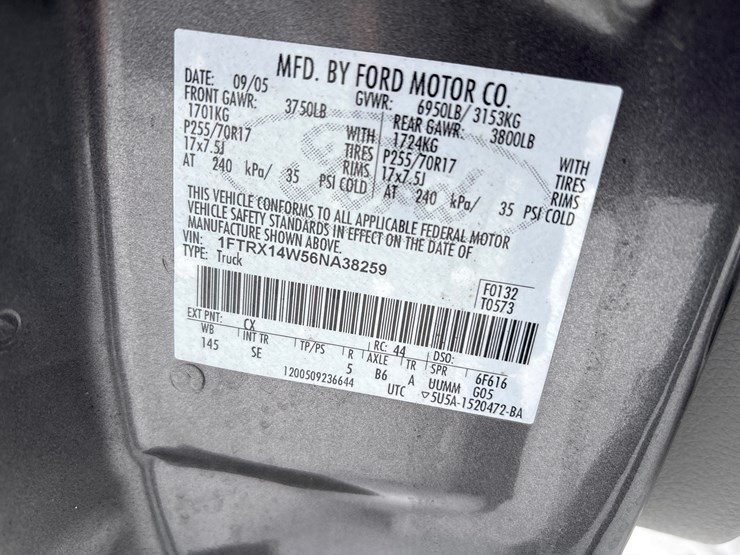 MFD. BY FORD MOTOR CO.
DATE: 09/05 GVWR: 6950LB/ 3153KG
FRONT GAWR: 3750LB REAR GAWR: 3800LB
1701KG WITH 1724KG WITH
P255/70R17 TIRES P255/70R17 TIRES
17x7.5J RIMS 17x7.5J RIMS
AT 240 kPa/ 35 PSI COLD AT 240 kPa/ 35 PSI COLD
THIS VEHICLE CONFORMS TO ALL APPLICABLE FEDERAL MOTOR
VEHICLE SAFETY STANDARDS IN EFFECT ON THE DATE OF
MANUFACTURE SHOWN ABOVE.
VIN: 1FTRX14W56NA38259
TYPE: Truck
F0132
T0573
EXT PNT: CX RC: 44 DSO:
WB INT TR TP/PS R AXLE TR SPR 6F616
145 SE 5 B6 A UUMM G05
1200509236644 UTC ▽5U5A-1520472-BA
Ford